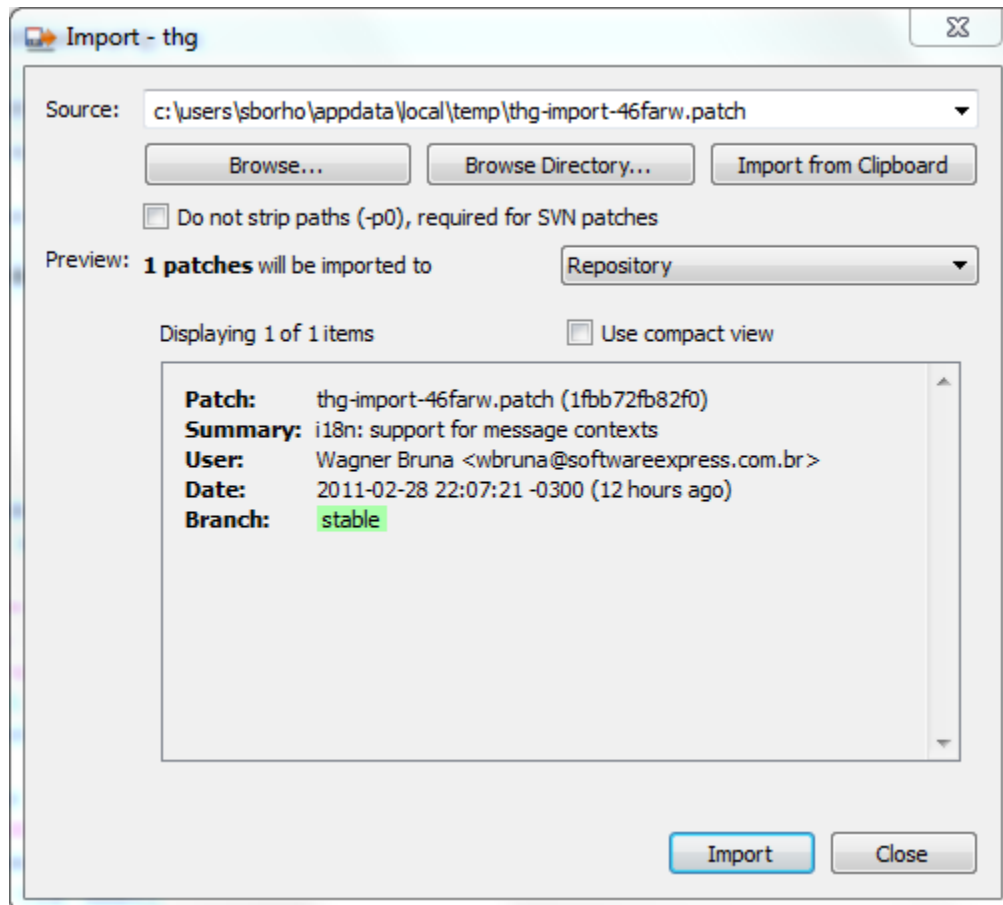 Import - thg
Source: c:\users\sborho\appdata\local\temp\thg-import-46farw.patch
Browse... Browse Directory... Import from Clipboard
Do not strip paths (-p0), required for SVN patches
Preview: 1 patches will be imported to Repository
Displaying 1 of 1 items Use compact view
Patch: thg-import-46farw.patch (1fbb72fb82f0)
Summary: i18n: support for message contexts
User: Wagner Bruna <wbruna@softwareexpress.com.br>
Date: 2011-02-28 22:07:21 -0300 (12 hours ago)
Branch: stable
Import Close